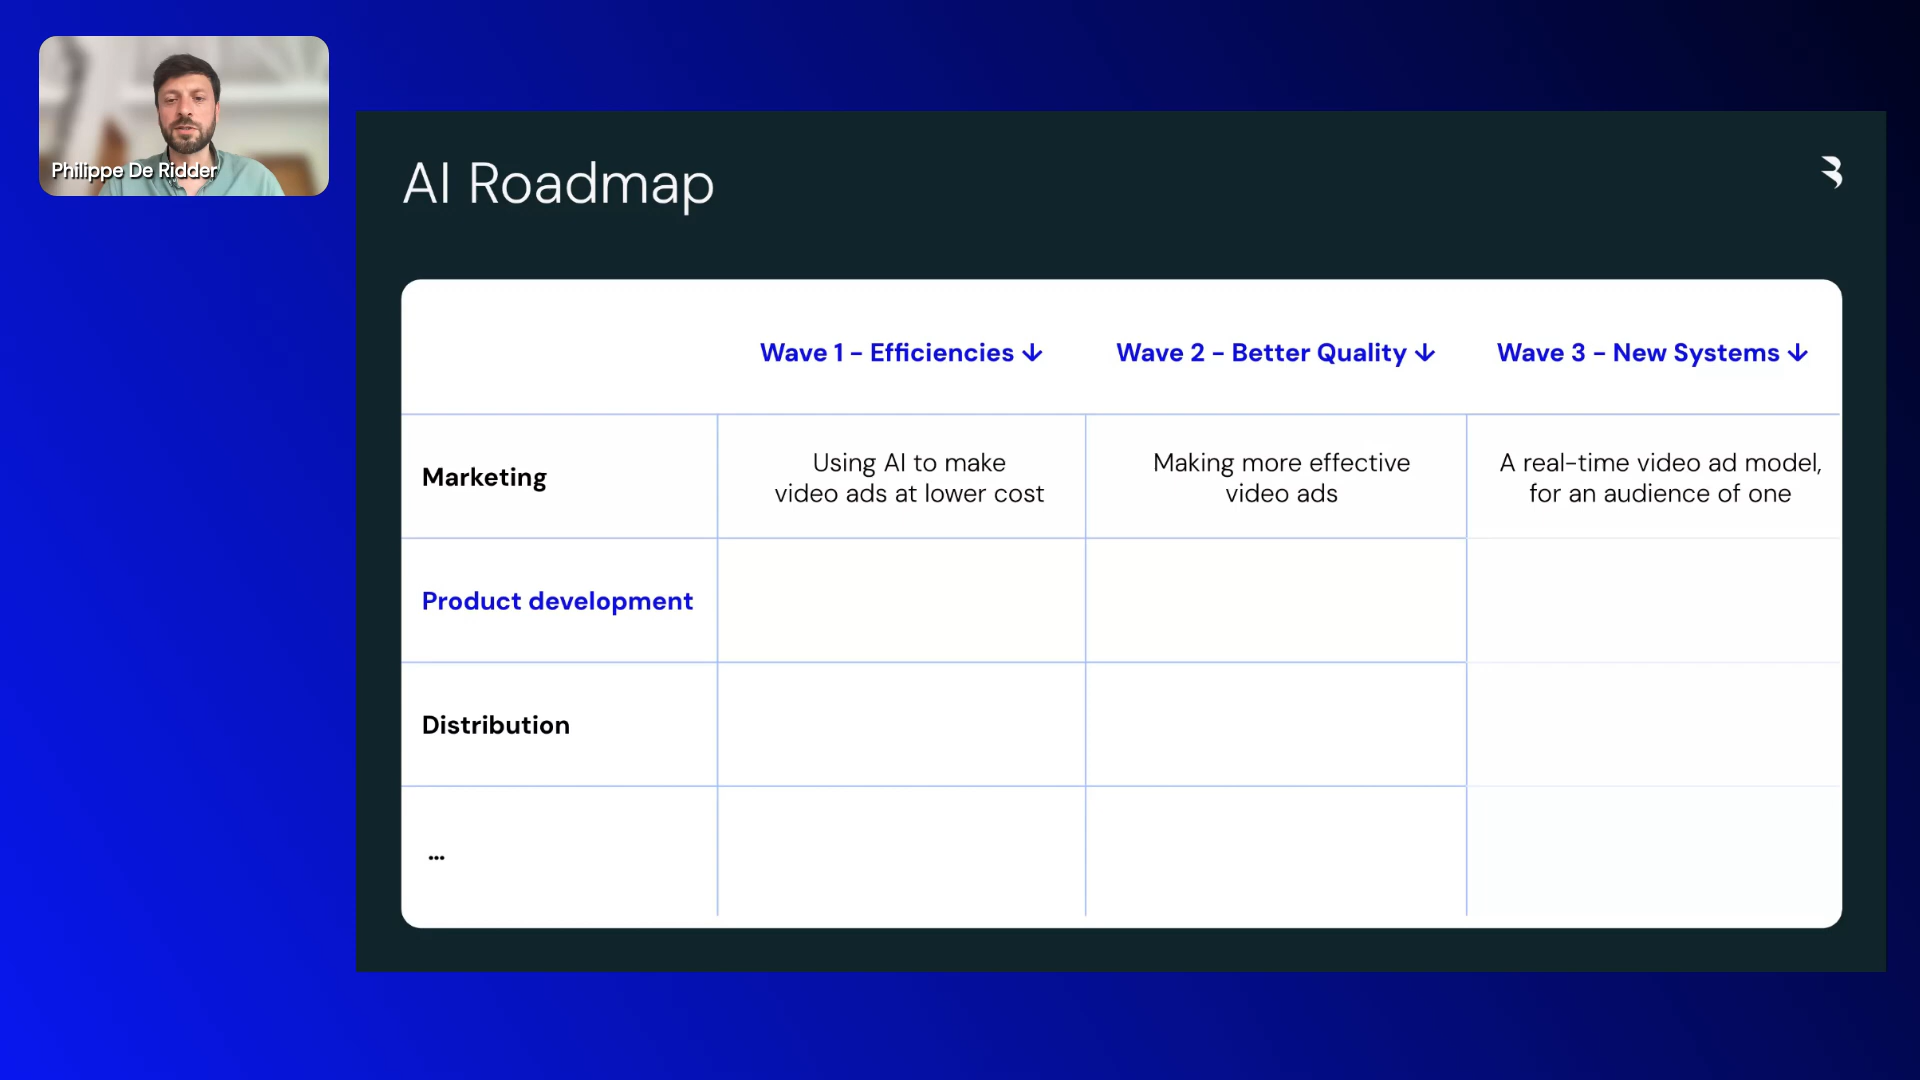 Philippe De Ridder
AI Roadmap
Wave 1 – Efficiencies ↓
Wave 2 – Better Quality ↓
Wave 3 – New Systems ↓
Marketing
Using AI to make
video ads at lower cost
Making more effective
video ads
A real-time video ad model,
for an audience of one
Product development
Distribution
...